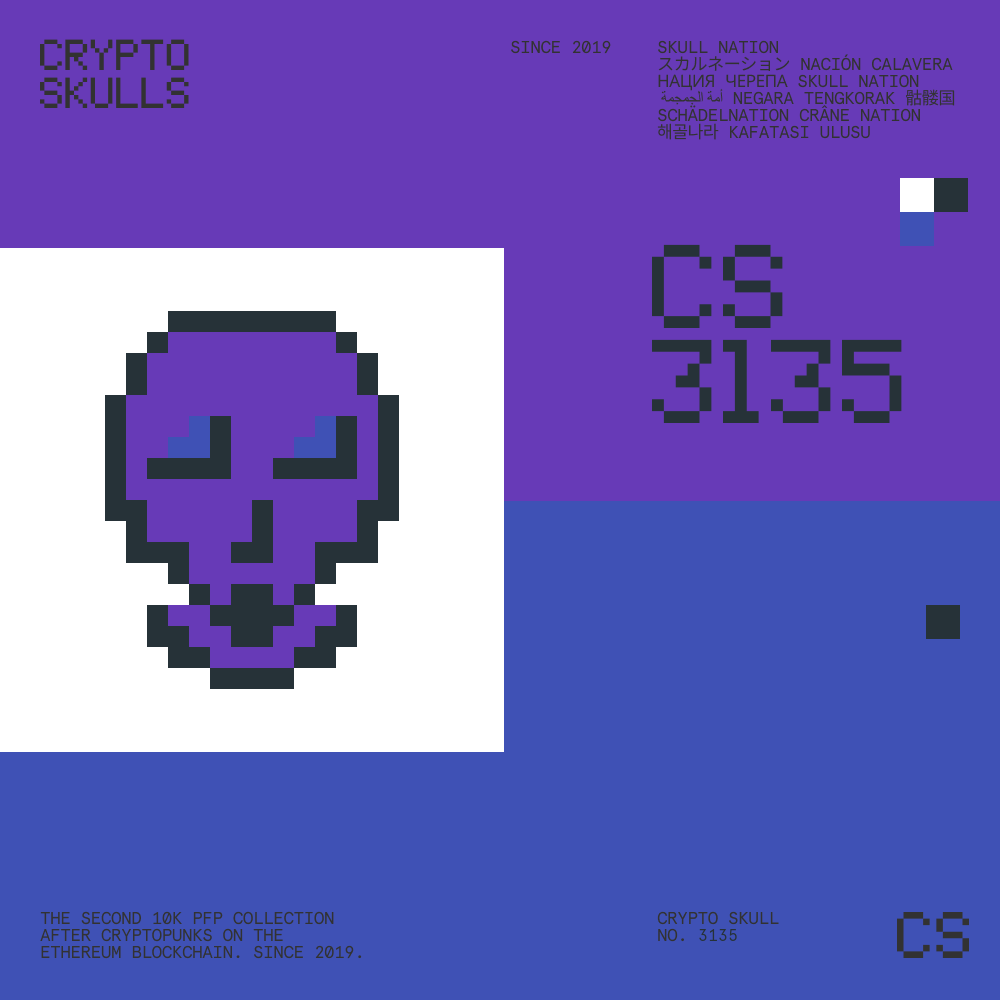 CRYPTO
SKULLS
SINCE 2019
SKULL NATION
スカルネーション NACIÓN CALAVERA
НАЦИЯ ЧЕРЕПА SKULL NATION
أمة الجمجمة NEGARA TENGKORAK 骷髅国
SCHÄDELNATION CRÂNE NATION
해골나라 KAFATASI ULUSU
CS
3135
THE SECOND 10K PFP COLLECTION
AFTER CRYPTOPUNKS ON THE
ETHEREUM BLOCKCHAIN. SINCE 2019.
CRYPTO SKULL
NO. 3135
CS